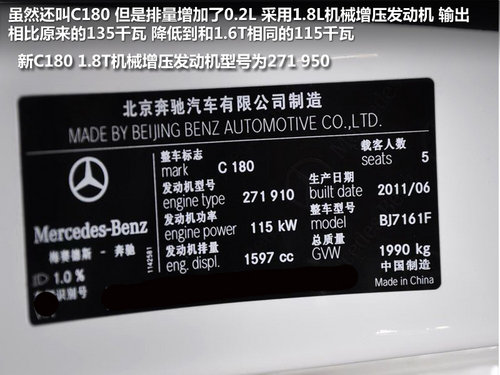 虽然还叫C180 但是排量增加了0.2L 采用1.8L机械增压发动机 输出
相比原来的135千瓦 降低到和1.6T相同的115千瓦
新C180 1.8T机械增压发动机型号为271 950
北京奔驰汽车有限公司制造
MADE BY BEIJING BENZ AUTOMOTIVE CO.,LTD.
整车标志
mark C 180
载客人数
seats 5
发动机型号
engine type 271 910
生产日期
built date 2011/06
发动机功率
engine power 115 kW
整车型号
model BJ7161F
发动机排量
eng. displ. 1597 cc
总质量
GVW 1990 kg
中国制造
Made in China
Mercedes-Benz
梅赛德斯 - 奔驰
1.0 %
识别号
1142581